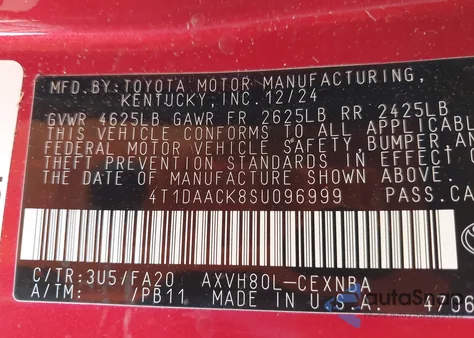 MFD.BY:TOYOTA MOTOR MANUFACTURING,
KENTUCKY,INC.12/24
GVWR 4625LB GAWR FR 2625LB RR 2425LB
THIS VEHICLE CONFORMS TO ALL APPLICABL
FEDERAL MOTOR VEHICLE SAFETY,BUMPER,AN
THEFT PREVENTION STANDARDS IN EFFECT
DATE OF MANUFACTURE SHOWN ABOVE.
4T1DAACK8SU096999 PASS.CA
C/TR:3U5/FA20 AXVH80L-CEXNBA
A/TM: /PB11 MADE IN U.S.A. 4706